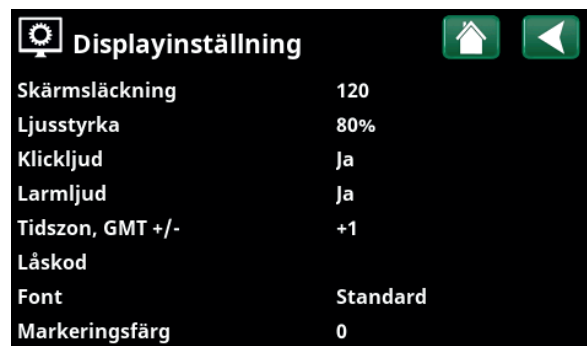 Displayinställning
Skärmsläckning 120
Ljusstyrka 80%
Klickljud Ja
Larmljud Ja
Tidszon, GMT +/- +1
Låskod
Font Standard
Markeringsfärg 0